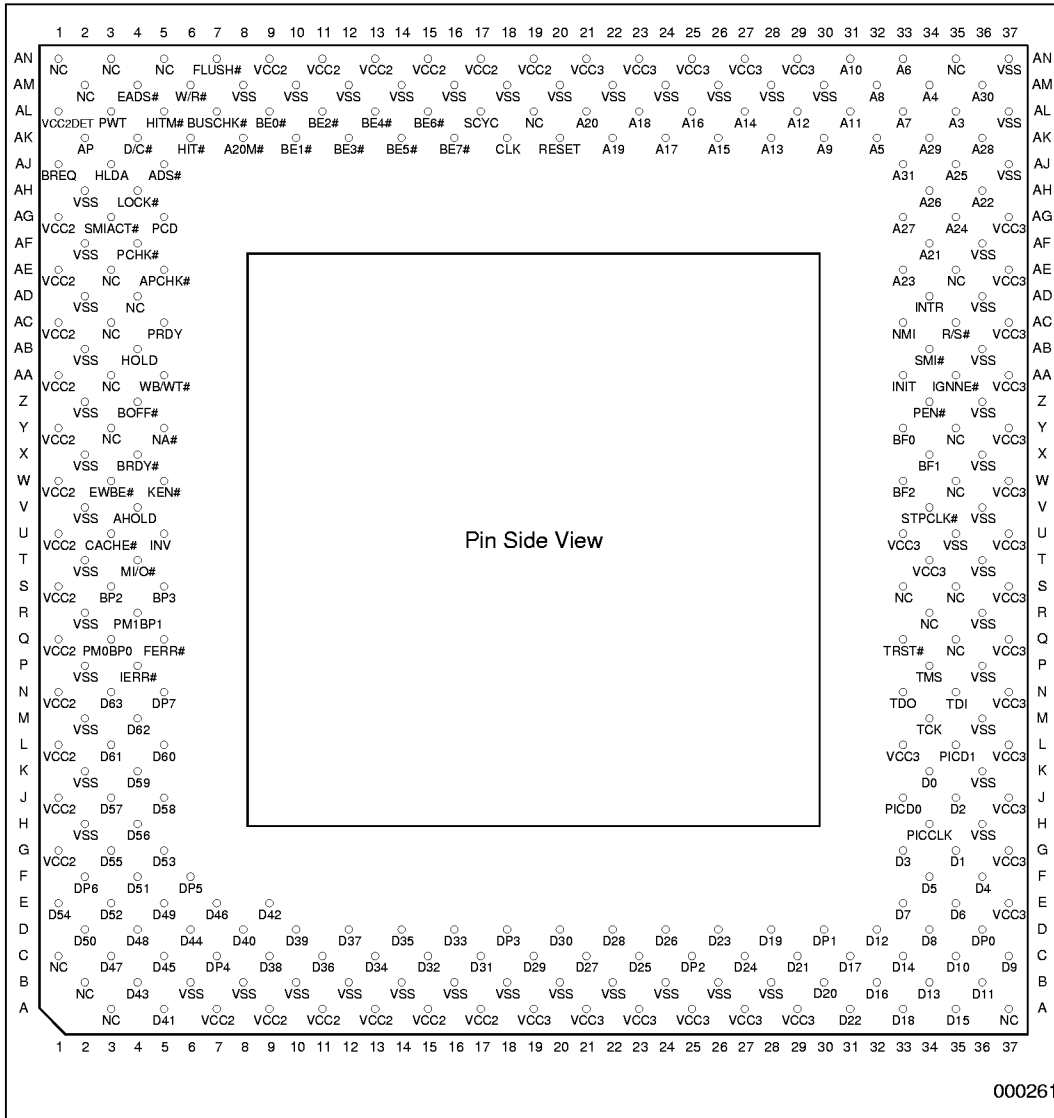 1 2 3 4 5 6 7 8 9 10 11 12 13 14 15 16 17 18 19 20 21 22 23 24 25 26 27 28 29 30 31 32 33 34 35 36 37
AN AN
NC NC NC FLUSH# VCC2 VCC2 VCC2 VCC2 VCC2 VCC2 VCC3 VCC3 VCC3 VCC3 VCC3 A10 A6 NC VSS
AM AM
NC EADS# W/R# VSS VSS VSS VSS VSS VSS VSS VSS VSS VSS VSS VSS A8 A4 A30
AL AL
VCC2DET PWT HITM# BUSCHK# BE0# BE2# BE4# BE6# SCYC NC A20 A18 A16 A14 A12 A11 A7 A3 VSS
AK AK
AP D/C# HIT# A20M# BE1# BE3# BE5# BE7# CLK RESET A19 A17 A15 A13 A9 A5 A29 A28
AJ AJ
BREQ HLDA ADS# A31 A25 VSS
AH AH
VSS LOCK# A26 A22
AG AG
VCC2 SMIACT# PCD A27 A24 VCC3
AF AF
VSS PCHK# A21 VSS
AE AE
VCC2 NC APCHK# A23 NC VCC3
AD AD
VSS NC INTR VSS
AC AC
VCC2 NC PRDY NMI R/S# VCC3
AB AB
VSS HOLD SMI# VSS
AA AA
VCC2 NC WB/WT# INIT IGNNE# VCC3
Z Z
VSS BOFF# PEN# VSS
Y Y
VCC2 NC NA# BF0 NC VCC3
X X
VSS BRDY# BF1 VSS
W W
VCC2 EWBE# KEN# BF2 NC VCC3
V V
VSS AHOLD STPCLK# VSS
U U
VCC2 CACHE# INV Pin Side View VCC3 VSS VCC3
T T
VSS MI/O# VCC3 VSS
S S
VCC2 BP2 BP3 NC NC VCC3
R R
VSS PM1BP1 NC VSS
Q Q
VCC2 PM0BP0 FERR# TRST# NC VCC3
P P
VSS IERR# TMS VSS
N N
VCC2 D63 DP7 TDO TDI VCC3
M M
VSS D62 TCK VSS
L L
VCC2 D61 D60 VCC3 PICD1 VCC3
K K
VSS D59 D0 VSS
J J
VCC2 D57 D58 PICD0 D2 VCC3
H H
VSS D56 PICCLK VSS
G G
VCC2 D55 D53 D3 D1 VCC3
F F
DP6 D51 DP5 D5 D4
E E
D54 D52 D49 D46 D42 D7 D6 VCC3
D D
D50 D48 D44 D40 D39 D37 D35 D33 DP3 D30 D28 D26 D23 D19 DP1 D12 D8 DP0
C C
NC D47 D45 DP4 D38 D36 D34 D32 D31 D29 D27 D25 DP2 D24 D21 D17 D14 D10 D9
B B
NC D43 VSS VSS VSS VSS VSS VSS VSS VSS VSS VSS VSS VSS D20 D16 D13 D11
A A
NC D41 VCC2 VCC2 VCC2 VCC2 VCC2 VCC2 VCC3 VCC3 VCC3 VCC3 VCC3 VCC3 D22 D18 D15 NC
1 2 3 4 5 6 7 8 9 10 11 12 13 14 15 16 17 18 19 20 21 22 23 24 25 26 27 28 29 30 31 32 33 34 35 36 37
000261